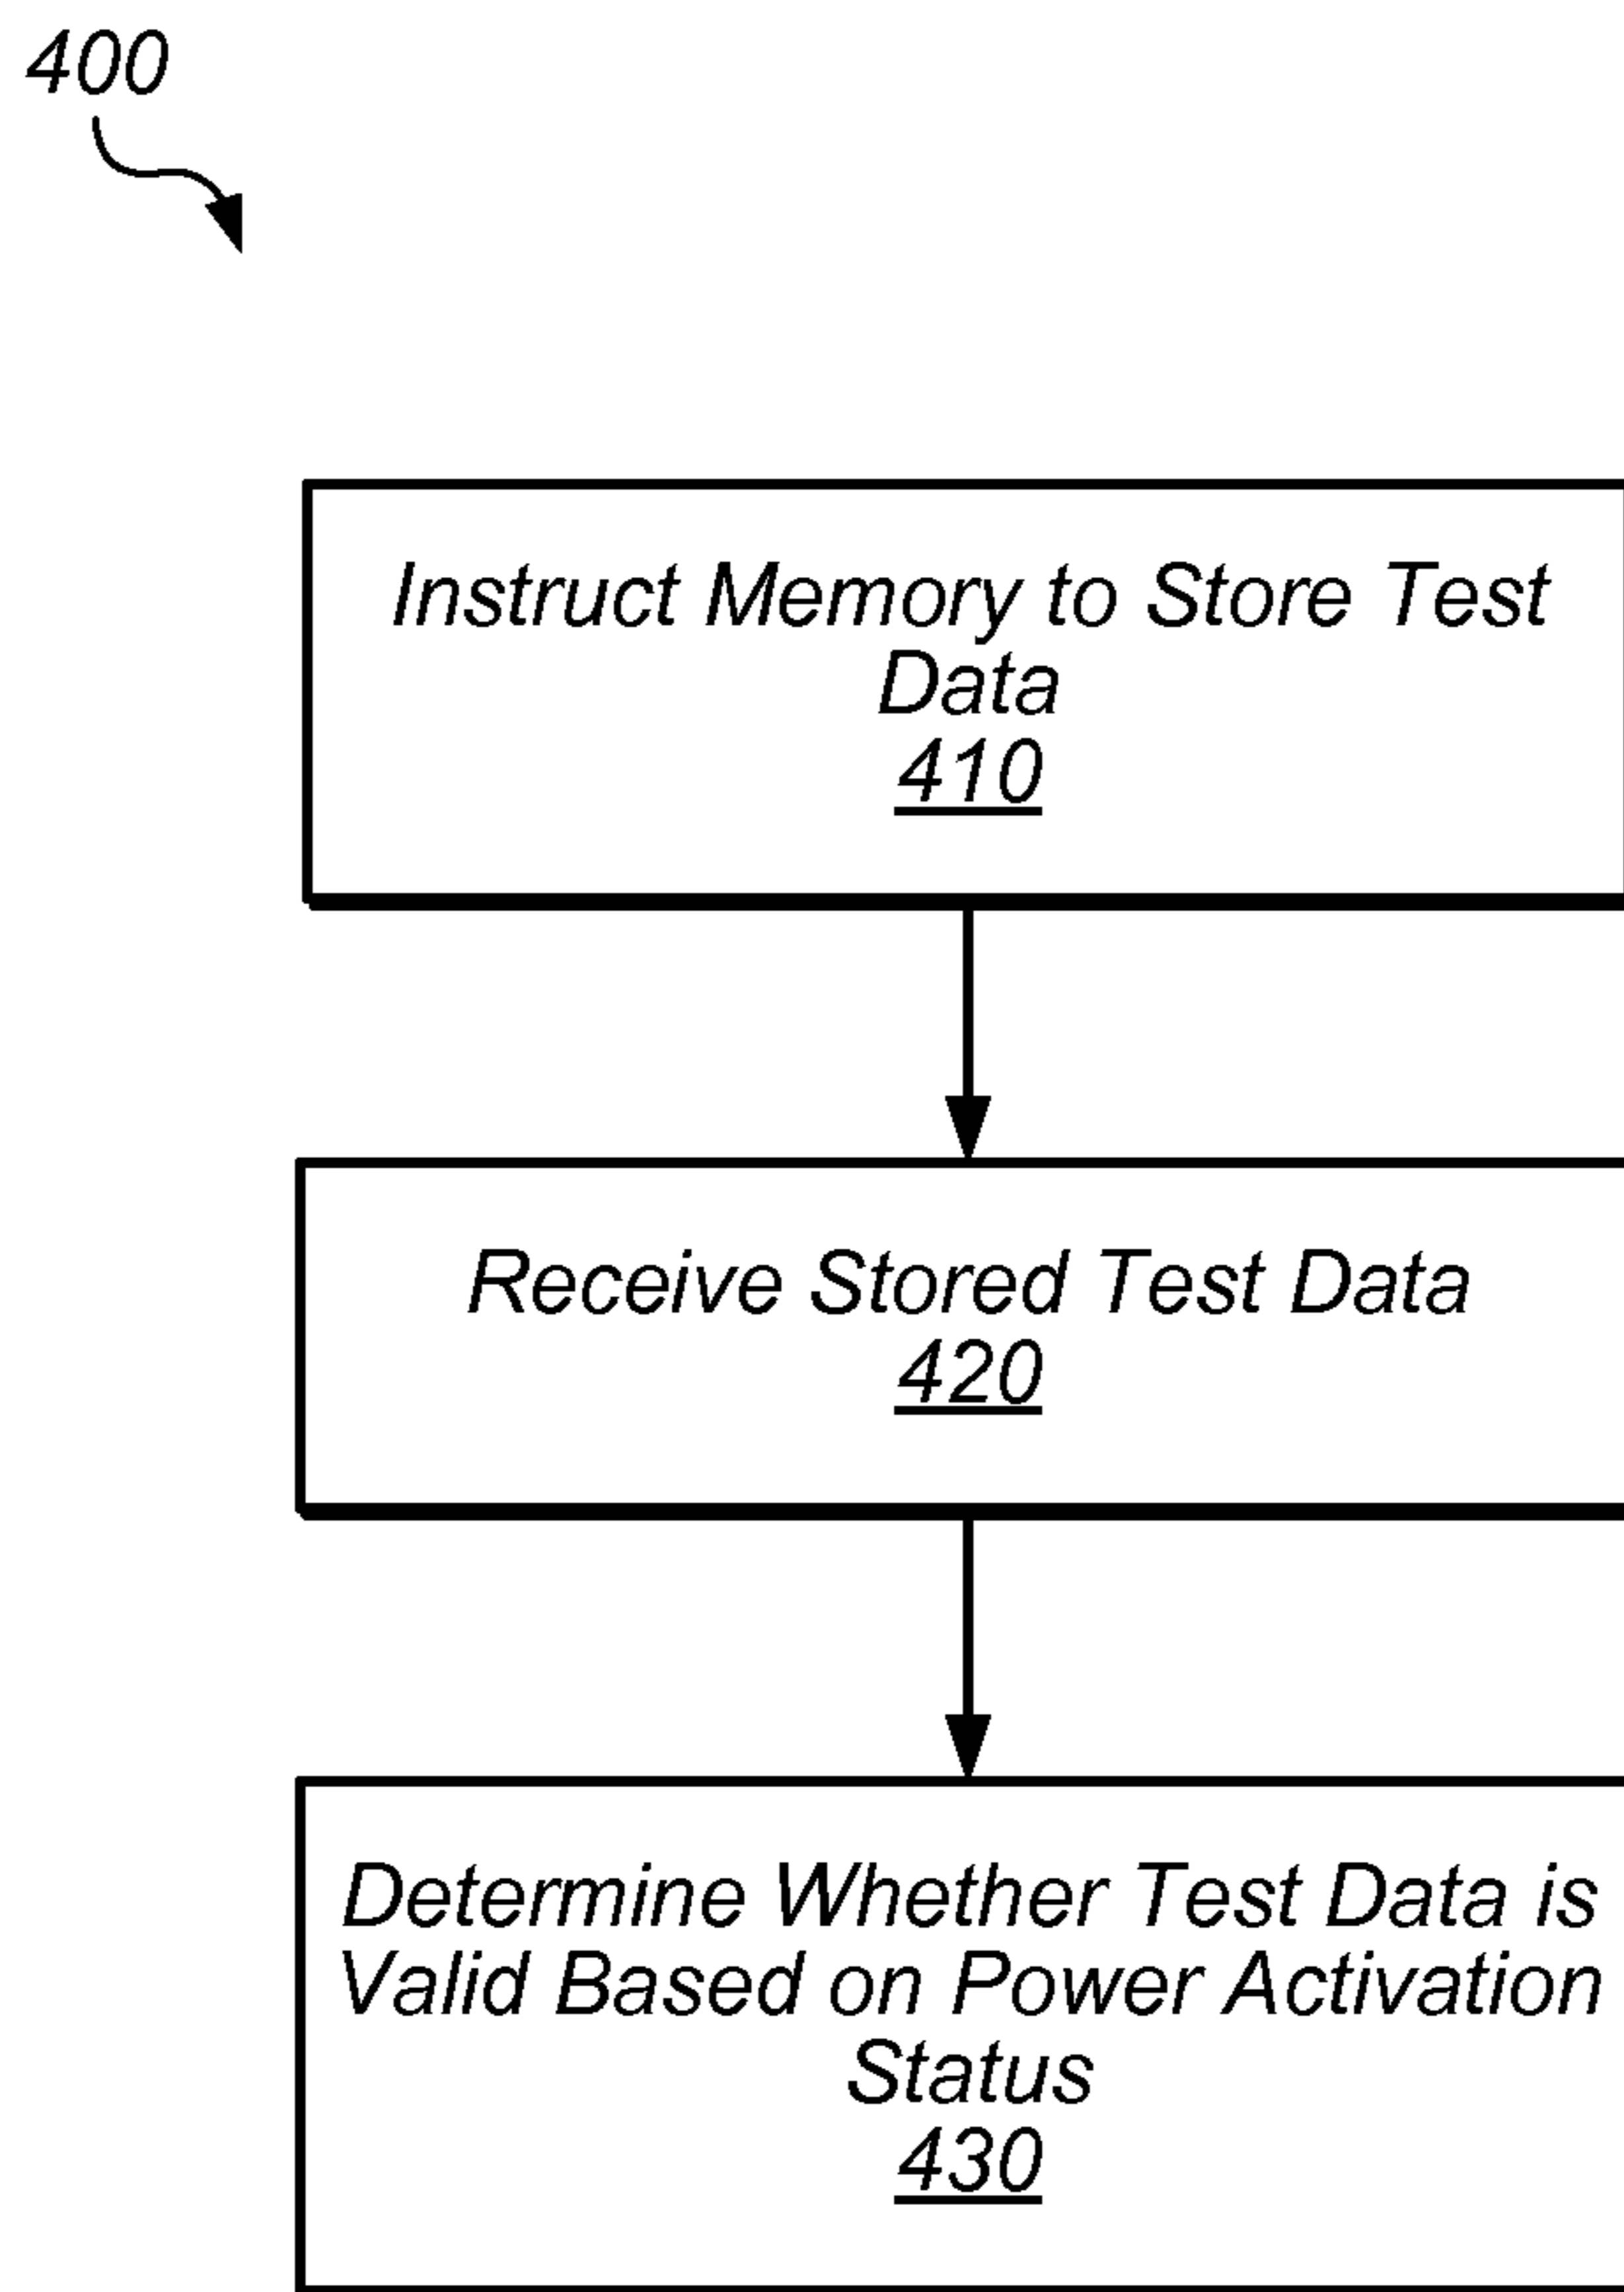 400
Instruct Memory to Store Test
Data
410
Receive Stored Test Data
420
Determine Whether Test Data is
Valid Based on Power Activation
Status
430